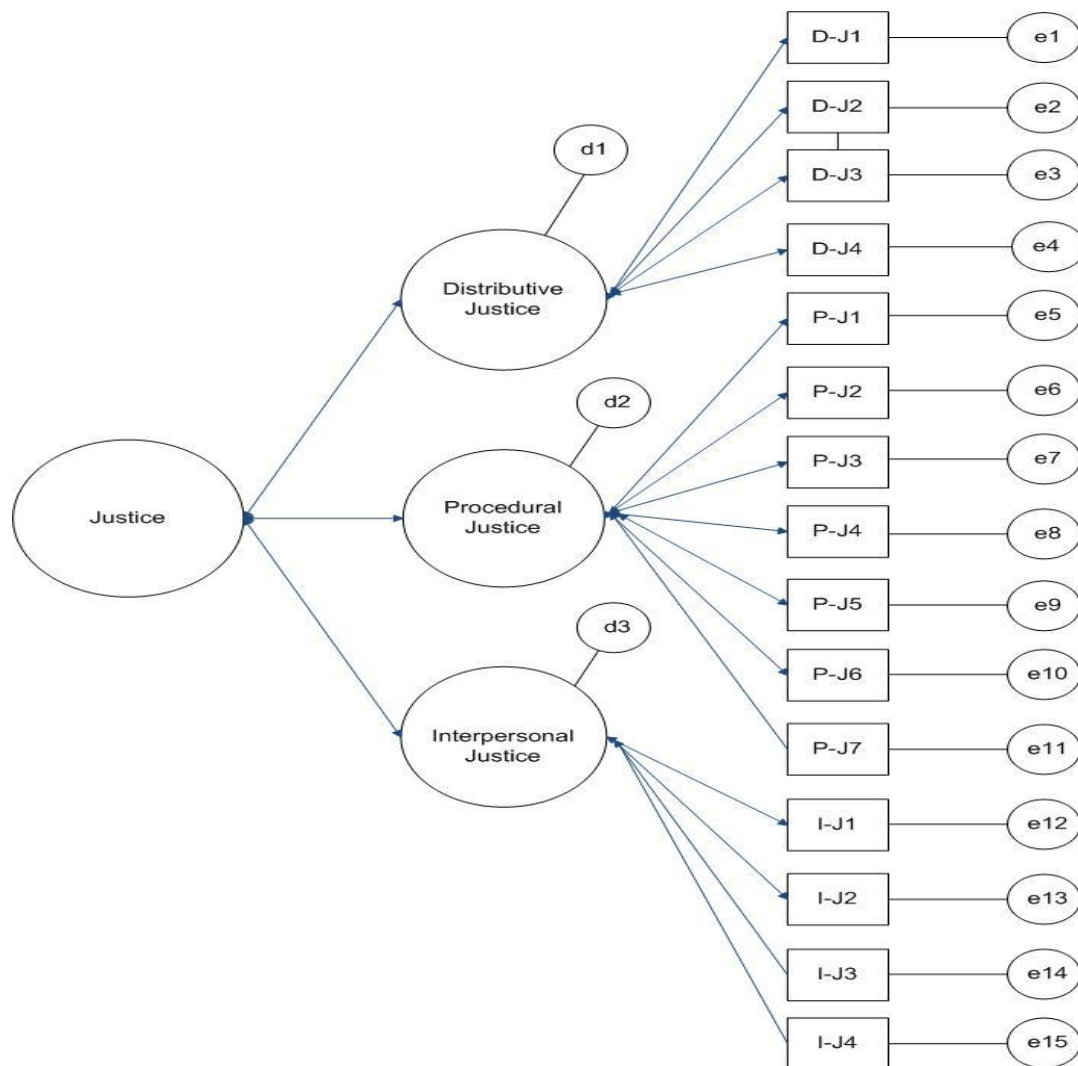 D-J1
e1
D-J2
e2
d1
D-J3
e3
D-J4
e4
Distributive
Justice
P-J1
e5
P-J2
e6
d2
P-J3
e7
Justice
Procedural
Justice
P-J4
e8
P-J5
e9
d3
P-J6
e10
Interpersonal
Justice
P-J7
e11
I-J1
e12
I-J2
e13
I-J3
e14
I-J4
e15